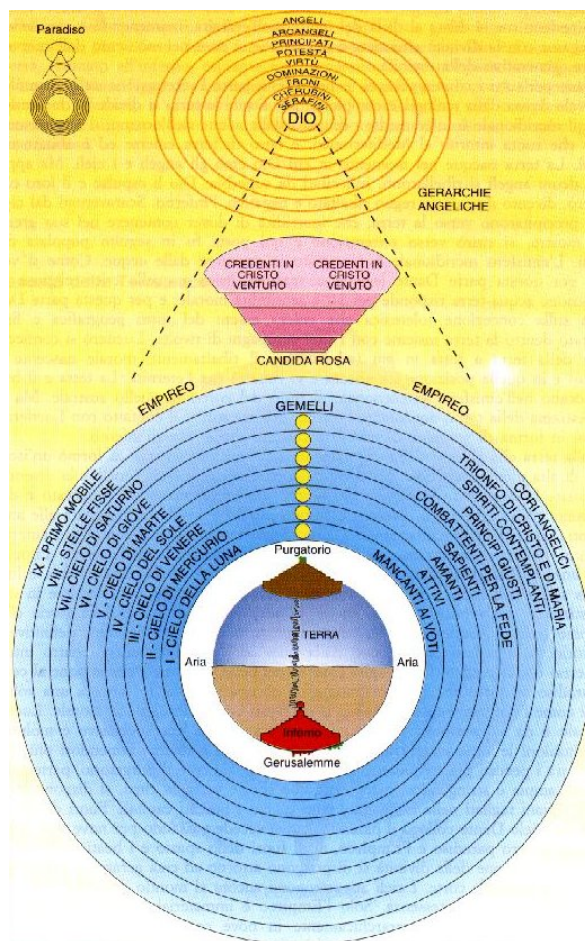 Paradiso
ANGELI
ARCANGELI
PRINCIPATI
POTESTA
VIRTÙ
DOMINAZIONI
TRONI
CHERUBINI
SERAFINI
DIO
GERARCHIE
ANGELICHE
CREDENTI IN
CRISTO
VENTURO
CREDENTI IN
CRISTO
VENUTO
CANDIDA ROSA
EMPIREO
EMPIREO
GEMELLI
IX - PRIMO MOBILE
VIII - STELLE FISSE
VII - CIELO DI SATURNO
VI - CIELO DI GIOVE
V - CIELO DI MARTE
IV - CIELO DEL SOLE
III - CIELO DI VENERE
II - CIELO DI MERCURIO
I - CIELO DELLA LUNA
CORI ANGELICI
TRIONFO DI CRISTO E DI MARIA
SPIRITI CONTEMPLANTI
PRINCIPI GIUSTI
COMBATTENTI PER LA FEDE
SAPIENTI
AMANTI
ATTIVI
MANCANTI AI VOTI
Purgatorio
TERRA
Aria
Aria
Inferno
Gerusalemme